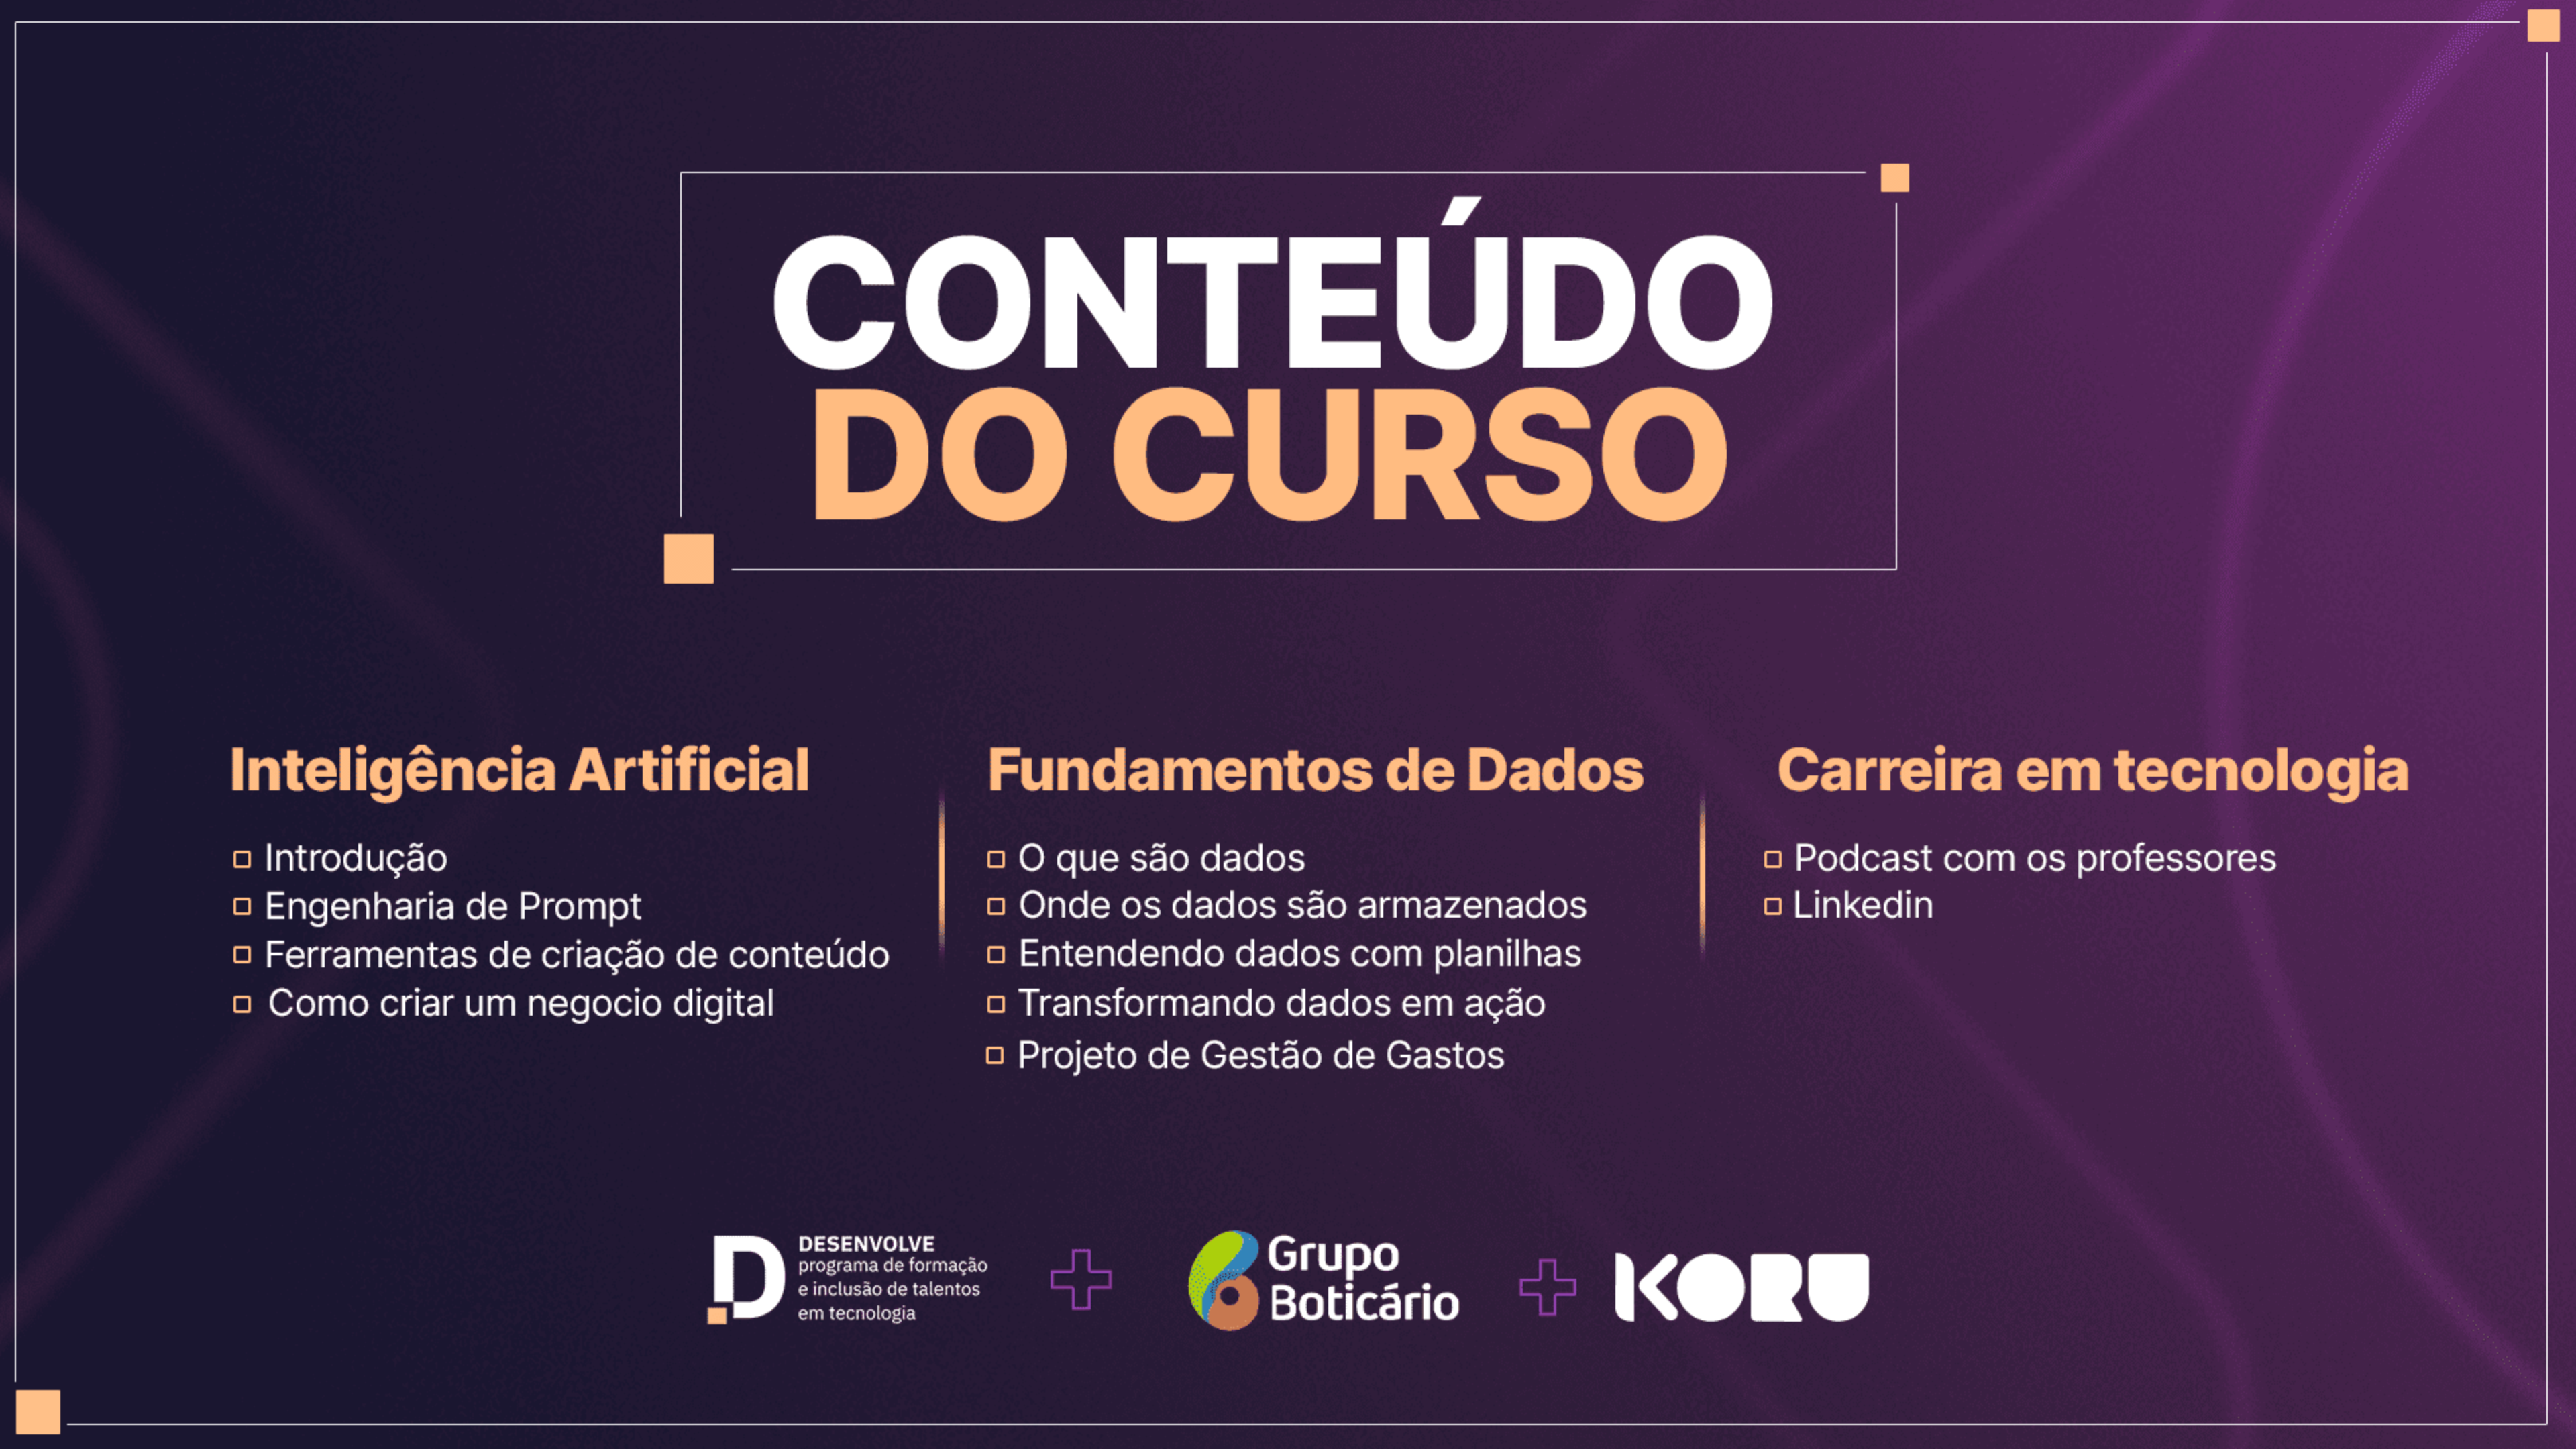 CONTEÚDO
DO CURSO
Inteligência Artificial
Introdução
Engenharia de Prompt
Ferramentas de criação de conteúdo
Como criar um negocio digital
Fundamentos de Dados
O que são dados
Onde os dados são armazenados
Entendendo dados com planilhas
Transformando dados em ação
Projeto de Gestão de Gastos
Carreira em tecnologia
Podcast com os professores
Linkedin
D
DESENVOLVE
programa de formação
e inclusão de talentos
em tecnologia
Grupo
Boticário
KORU